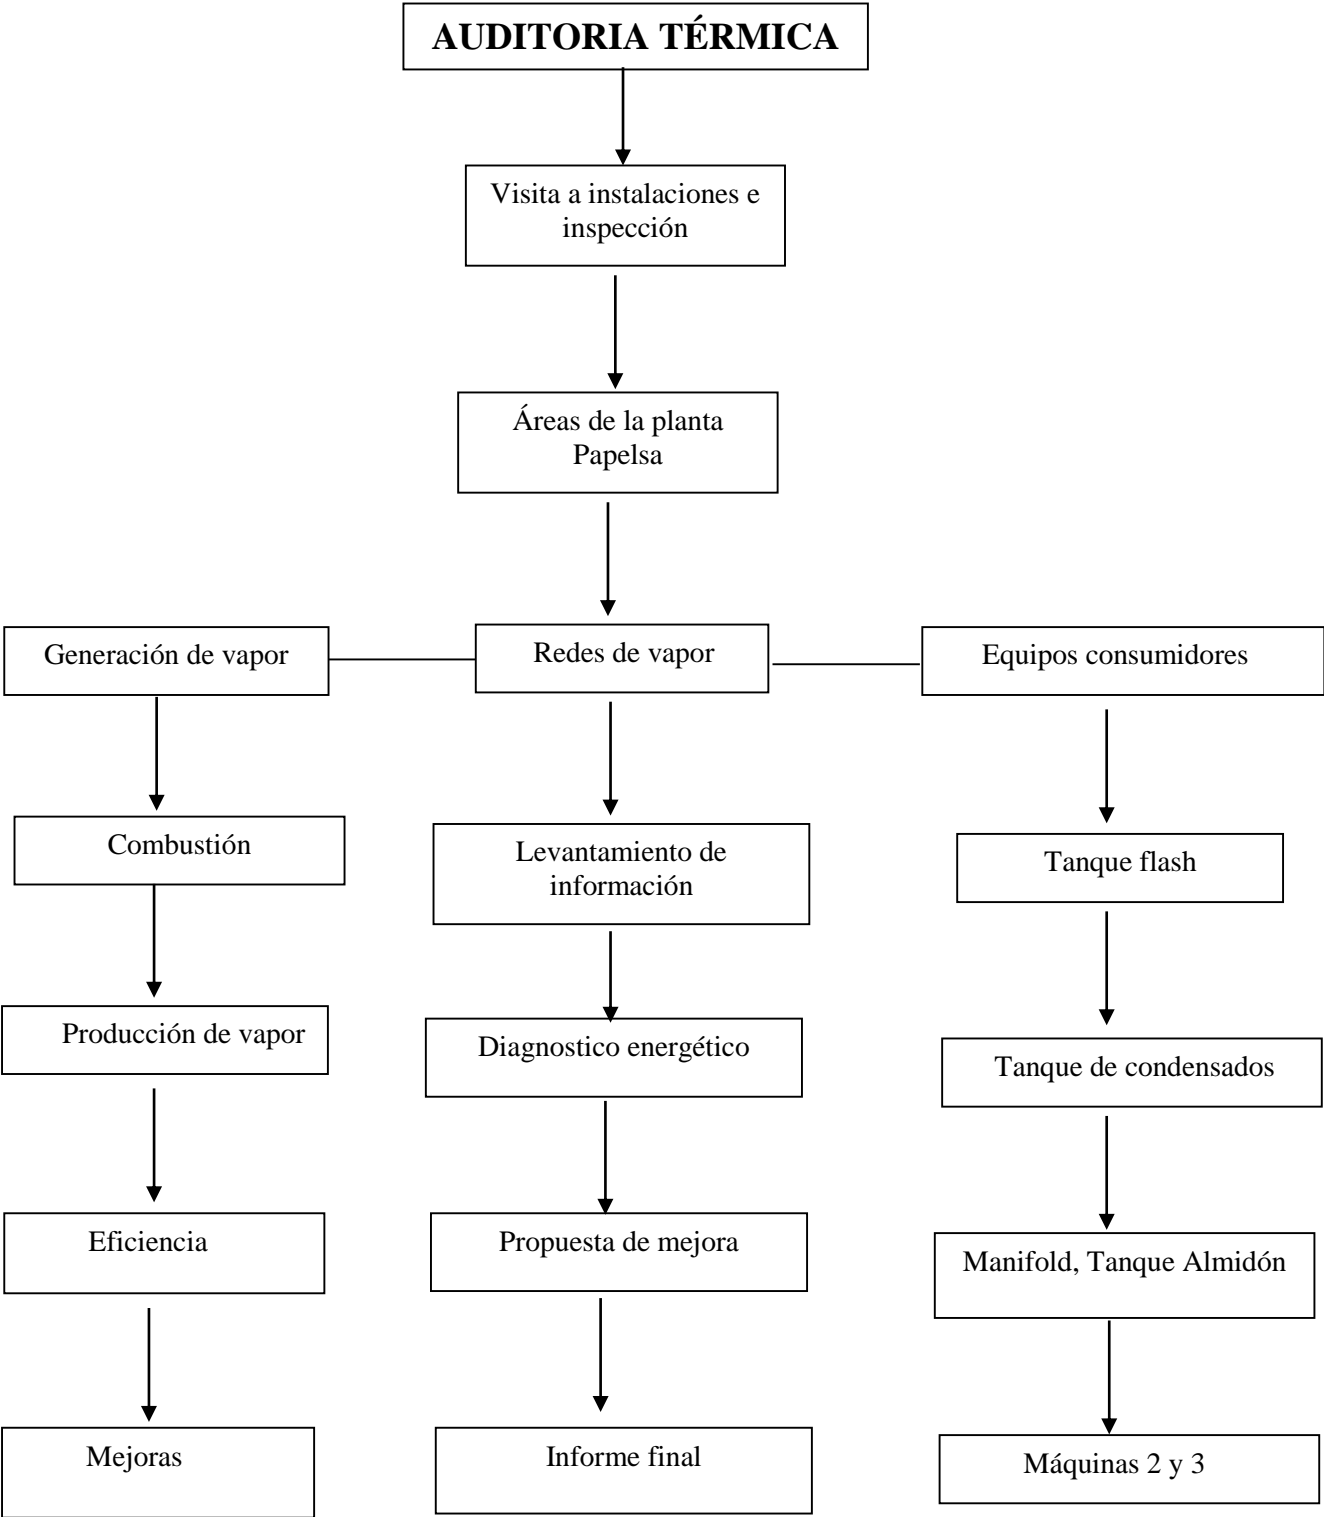 AUDITORIA TÉRMICA
Visita a instalaciones e
inspección
Áreas de la planta
Papelsa
Generación de vapor
Redes de vapor
Equipos consumidores
Combustión
Levantamiento de
información
Tanque flash
Producción de vapor
Diagnostico energético
Tanque de condensados
Eficiencia
Propuesta de mejora
Manifold, Tanque Almidón
Mejoras
Informe final
Máquinas 2 y 3